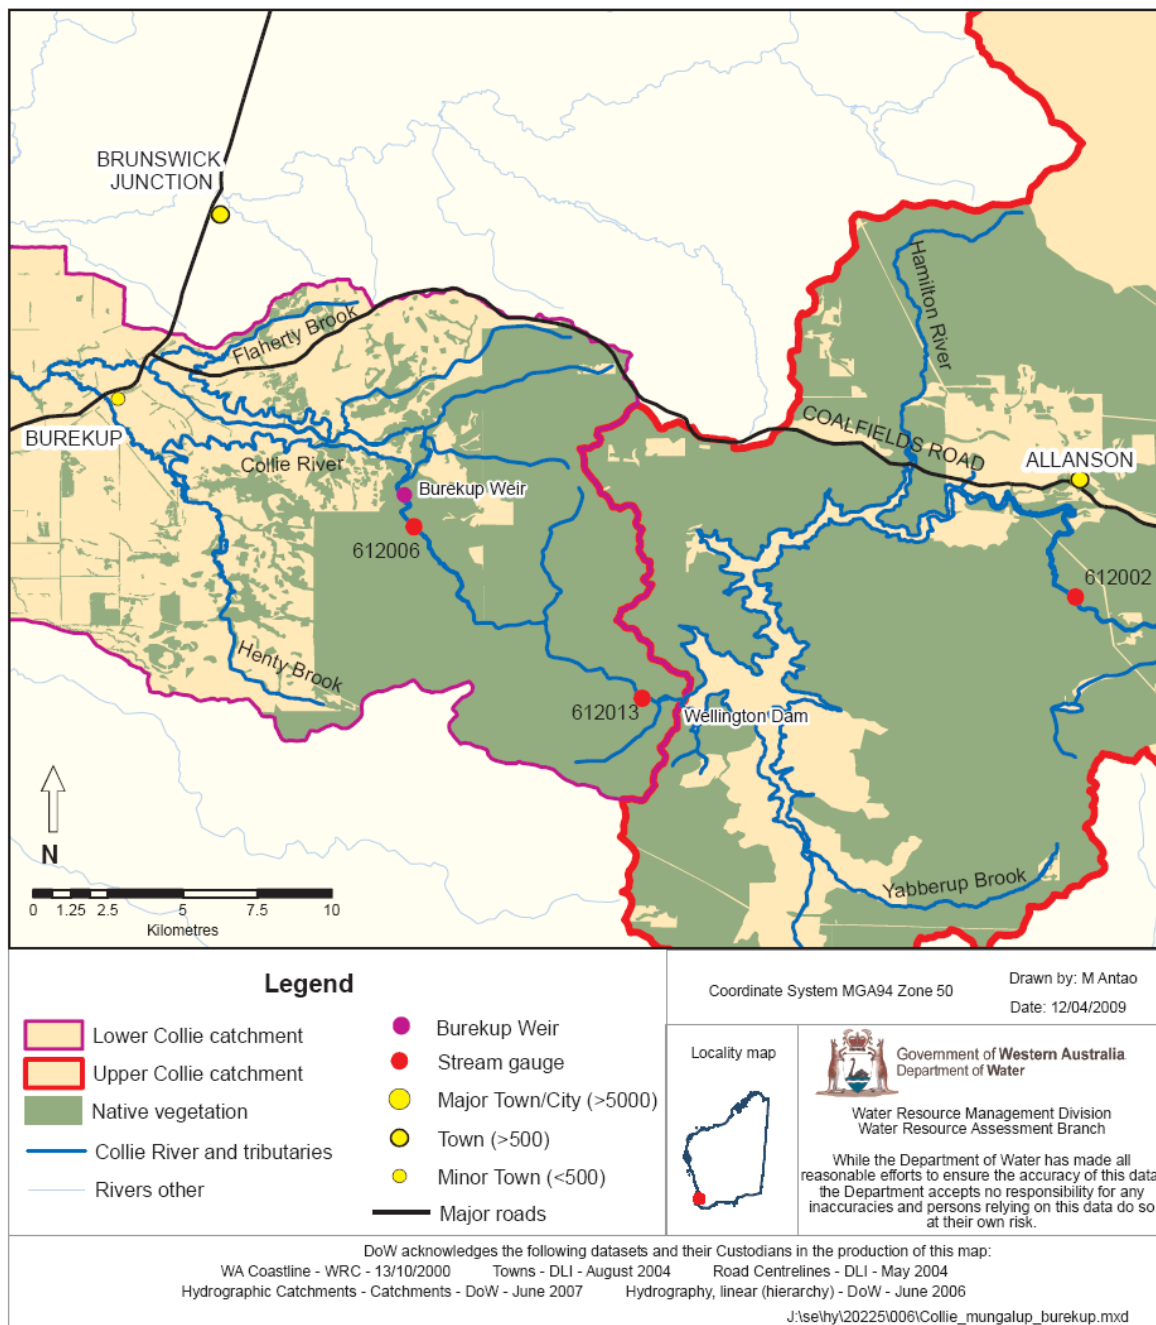 BRUNSWICK
JUNCTION
Hamilton River
Flaherty Brook
COALFIELDS ROAD
BUREKUP
Collie River
ALLANSON
Burekup Weir
612006
612002
Henty Brook
612013
Wellington Dam
Yabberup Brook
N
0 1.25 2.5 5 7.5 10
Kilometres
Legend
Lower Collie catchment
Upper Collie catchment
Native vegetation
Collie River and tributaries
Rivers other
Burekup Weir
Stream gauge
Major Town/City (>5000)
Town (>500)
Minor Town (<500)
Major roads
Coordinate System MGA94 Zone 50
Drawn by: M Antao
Date: 12/04/2009
Locality map
Government of Western Australia
Department of Water
Water Resource Management Division
Water Resource Assessment Branch
While the Department of Water has made all
reasonable efforts to ensure the accuracy of this data,
the Department accepts no responsibility for any
inaccuracies and persons relying on this data do so
at their own risk.
DoW acknowledges the following datasets and their Custodians in the production of this map:
WA Coastline - WRC - 13/10/2000 Towns - DLI - August 2004 Road Centrelines - DLI - May 2004
Hydrographic Catchments - Catchments - DoW - June 2007 Hydrography, linear (hierarchy) - DoW - June 2006
J:\se\hy\20225\006\Collie_mungalup_burekup.mxd